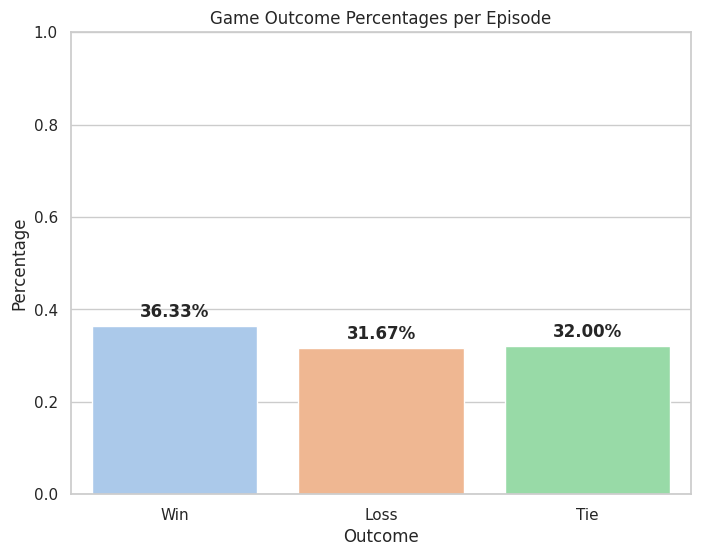 Game Outcome Percentages per Episode
1.0
0.8
0.6
0.4
0.2
0.0
Percentage
36.33%
31.67%
32.00%
Win
Loss
Tie
Outcome